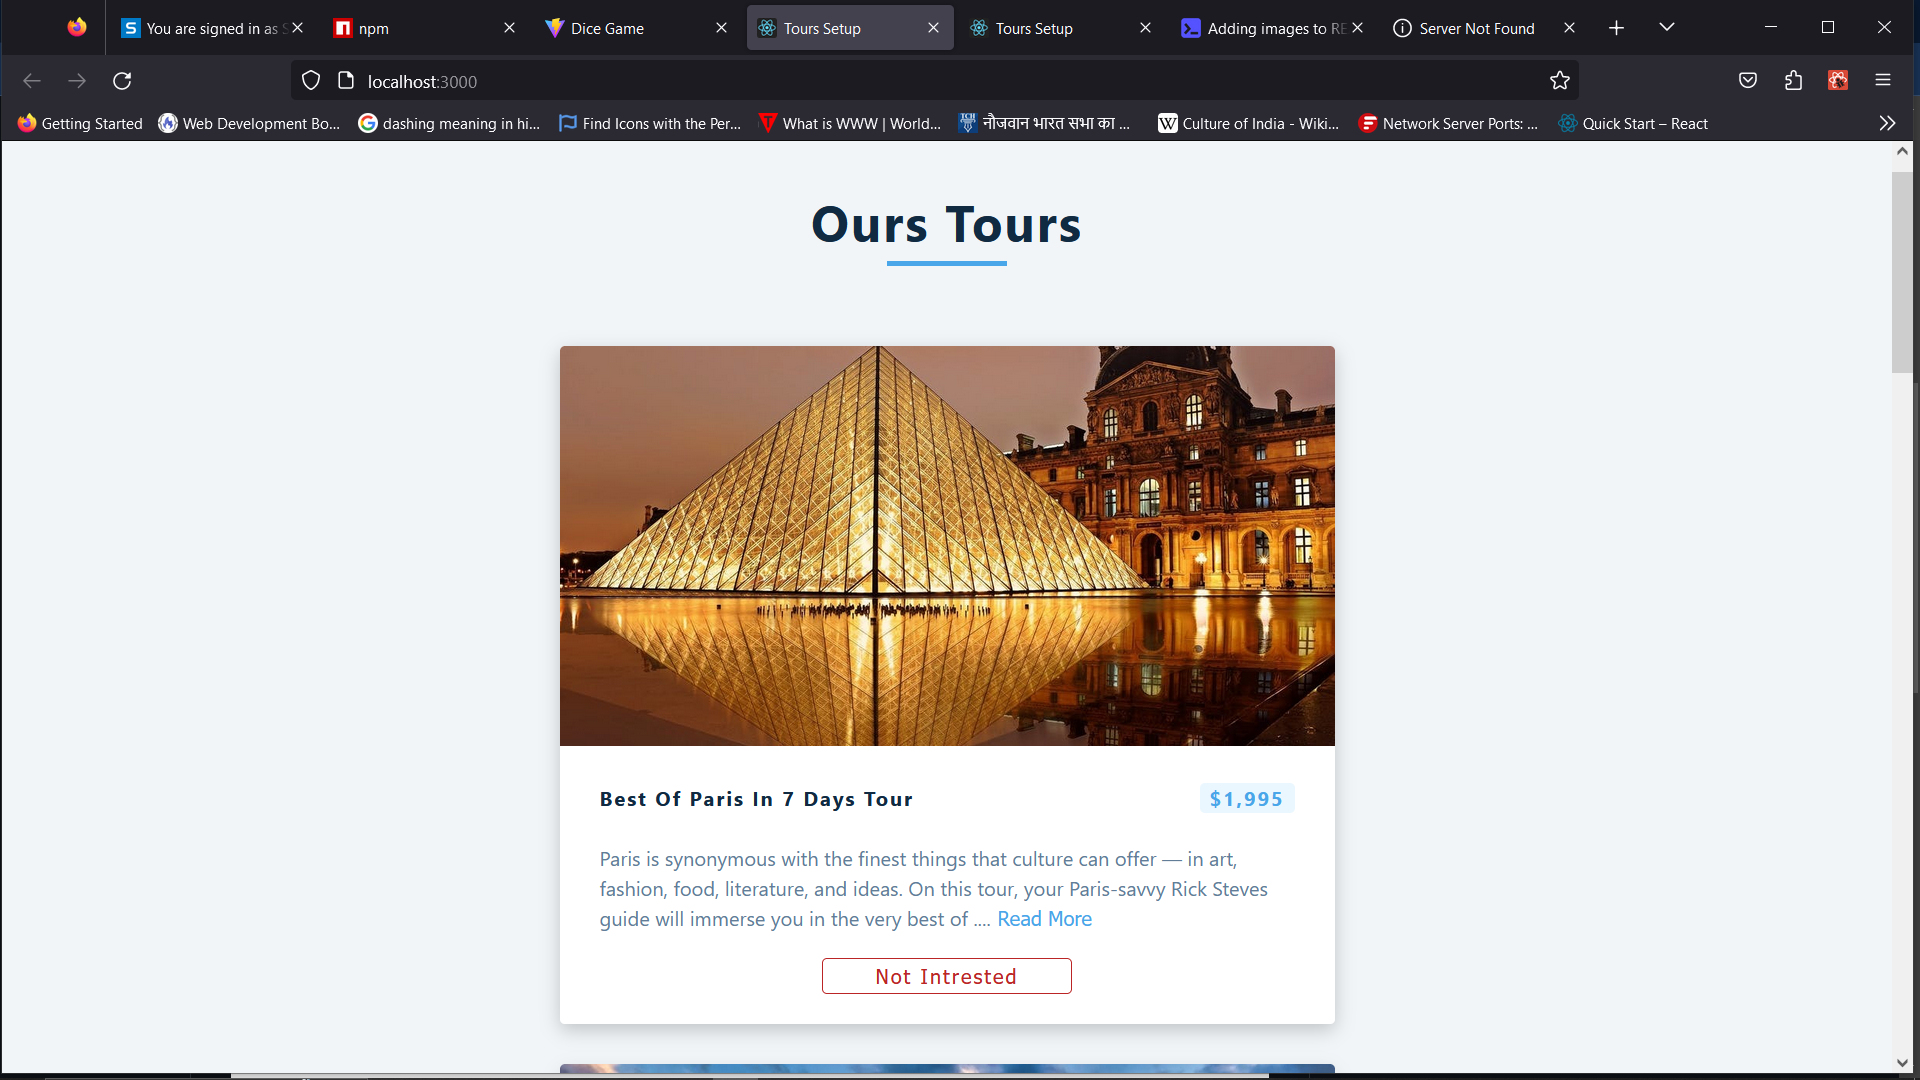 You are signed in as S
npm
Dice Game
Tours Setup
Tours Setup
Adding images to RE
Server Not Found
localhost:3000
Getting Started
Web Development Bo...
dashing meaning in hi...
Find Icons with the Per...
What is WWW | World...
नौजवान भारत सभा का ...
Culture of India - Wiki...
Network Server Ports: ...
Quick Start – React
Ours Tours
Best Of Paris In 7 Days Tour
$1,995
Paris is synonymous with the finest things that culture can offer — in art,
fashion, food, literature, and ideas. On this tour, your Paris-savvy Rick Steves
guide will immerse you in the very best of .... Read More
Not Intrested